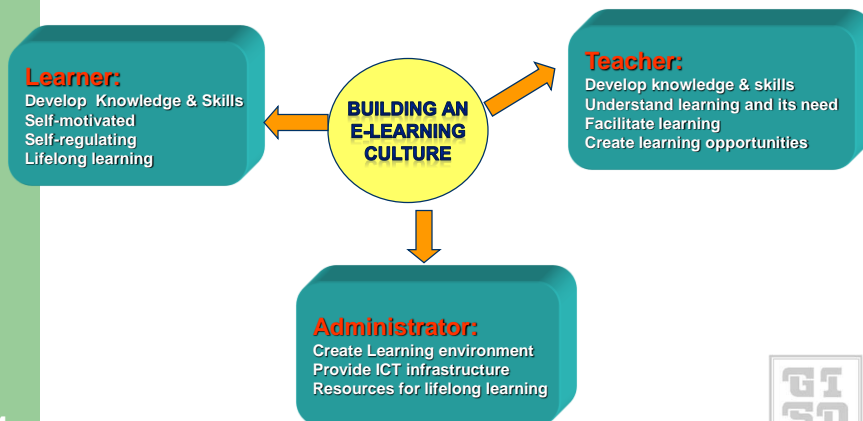 Learner:
Develop Knowledge & Skills
Self-motivated
Self-regulating
Lifelong learning
BUILDING AN
E-LEARNING
CULTURE
Teacher:
Develop knowledge & skills
Understand learning and its need
Facilitate learning
Create learning opportunities
Administrator:
Create Learning environment
Provide ICT infrastructure
Resources for lifelong learning